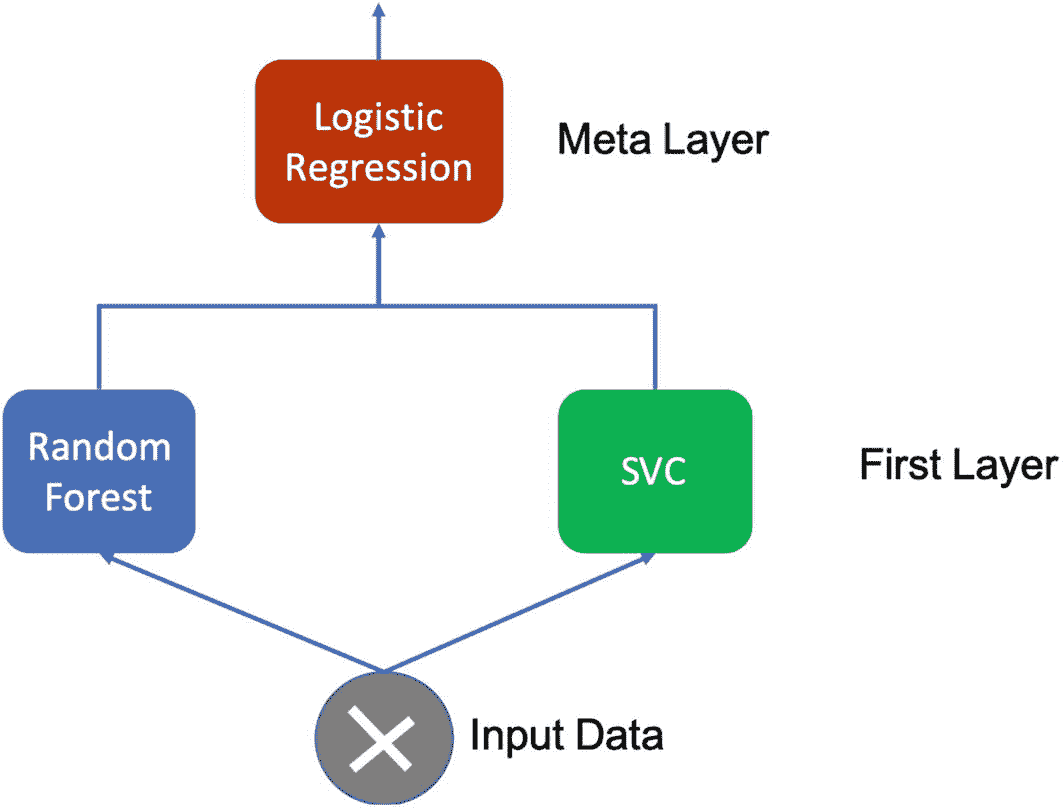 Logistic
Regression
Meta Layer
Random
Forest
SVC
First Layer
Input Data